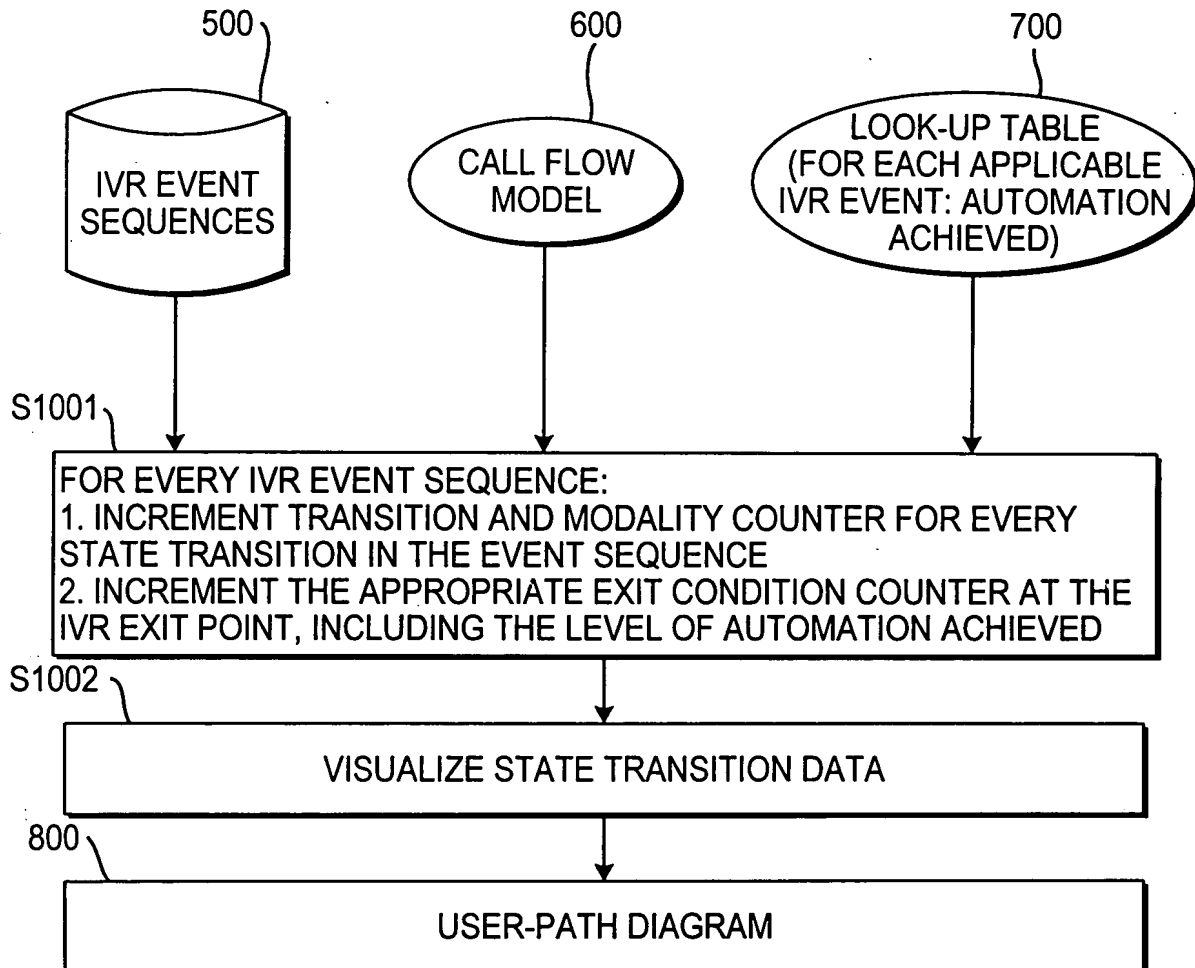 500
600
700
IVR EVENT
SEQUENCES
CALL FLOW
MODEL
LOOK-UP TABLE
(FOR EACH APPLICABLE
IVR EVENT: AUTOMATION
ACHIEVED)
S1001
FOR EVERY IVR EVENT SEQUENCE:
1. INCREMENT TRANSITION AND MODALITY COUNTER FOR EVERY
STATE TRANSITION IN THE EVENT SEQUENCE
2. INCREMENT THE APPROPRIATE EXIT CONDITION COUNTER AT THE
IVR EXIT POINT, INCLUDING THE LEVEL OF AUTOMATION ACHIEVED
S1002
VISUALIZE STATE TRANSITION DATA
800
USER-PATH DIAGRAM